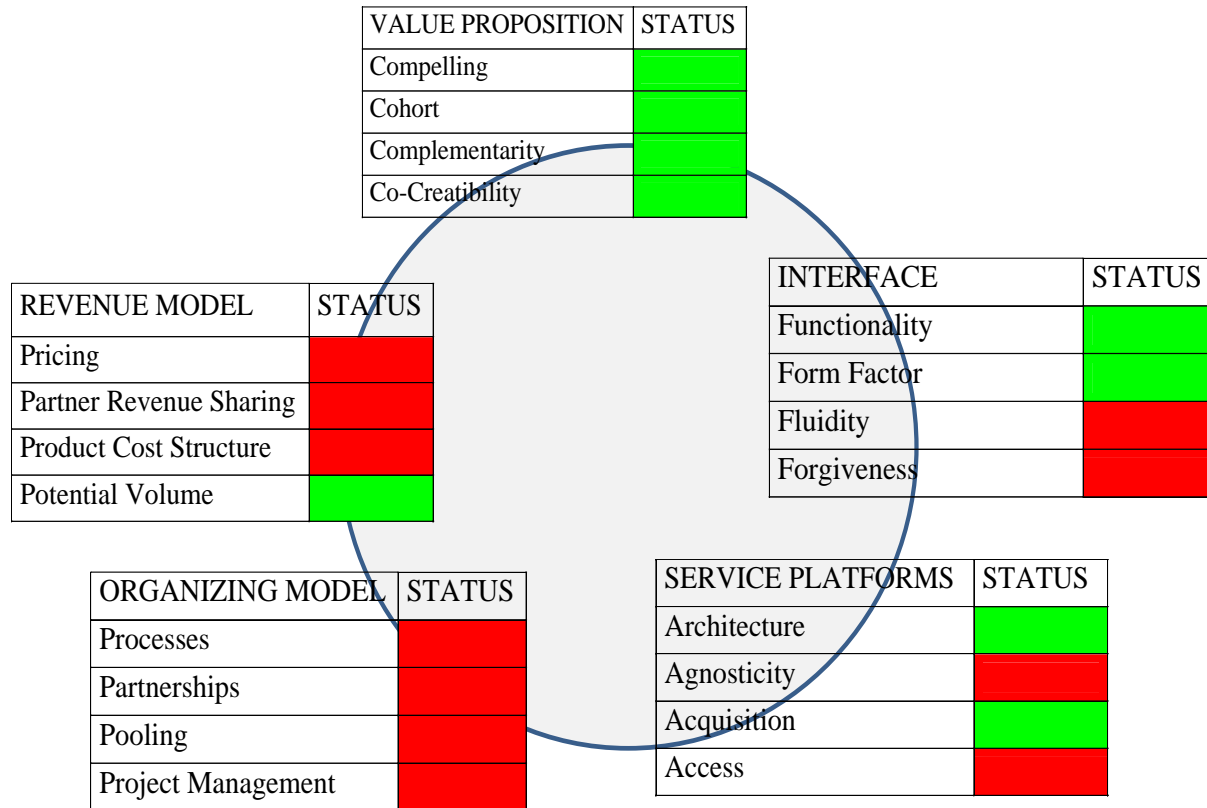 VALUE PROPOSITION STATUS
Compelling
Cohort
Complementarity
Co-Creatibility
INTERFACE STATUS
Functionality
Form Factor
Fluidity
Forgiveness
REVENUE MODEL STATUS
Pricing
Partner Revenue Sharing
Product Cost Structure
Potential Volume
SERVICE PLATFORMS STATUS
Architecture
Agnosticity
Acquisition
Access
ORGANIZING MODEL STATUS
Processes
Partnerships
Pooling
Project Management